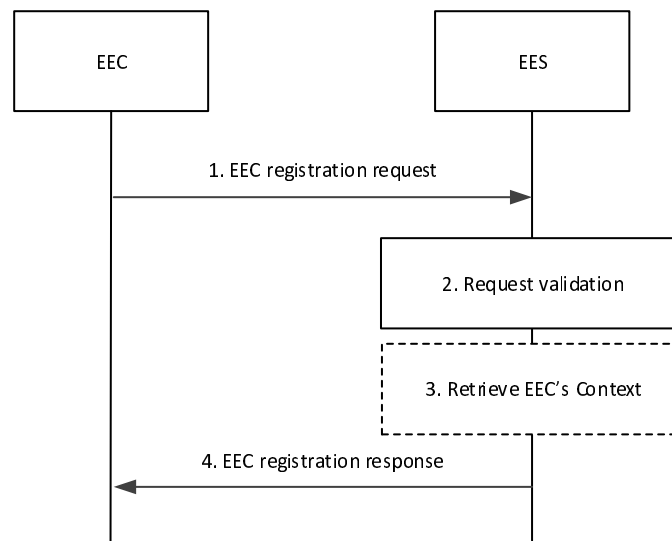 EEC
EES
1. EEC registration request
2. Request validation
3. Retrieve EEC’s Context
4. EEC registration response